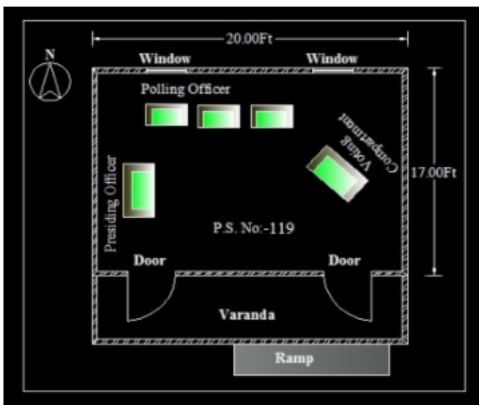 20.00Ft
N
Window
Window
Polling Officer
Voting
Compartment
17.00Ft
Presiding Officer
P.S. No:-119
Door
Door
Varanda
Ramp